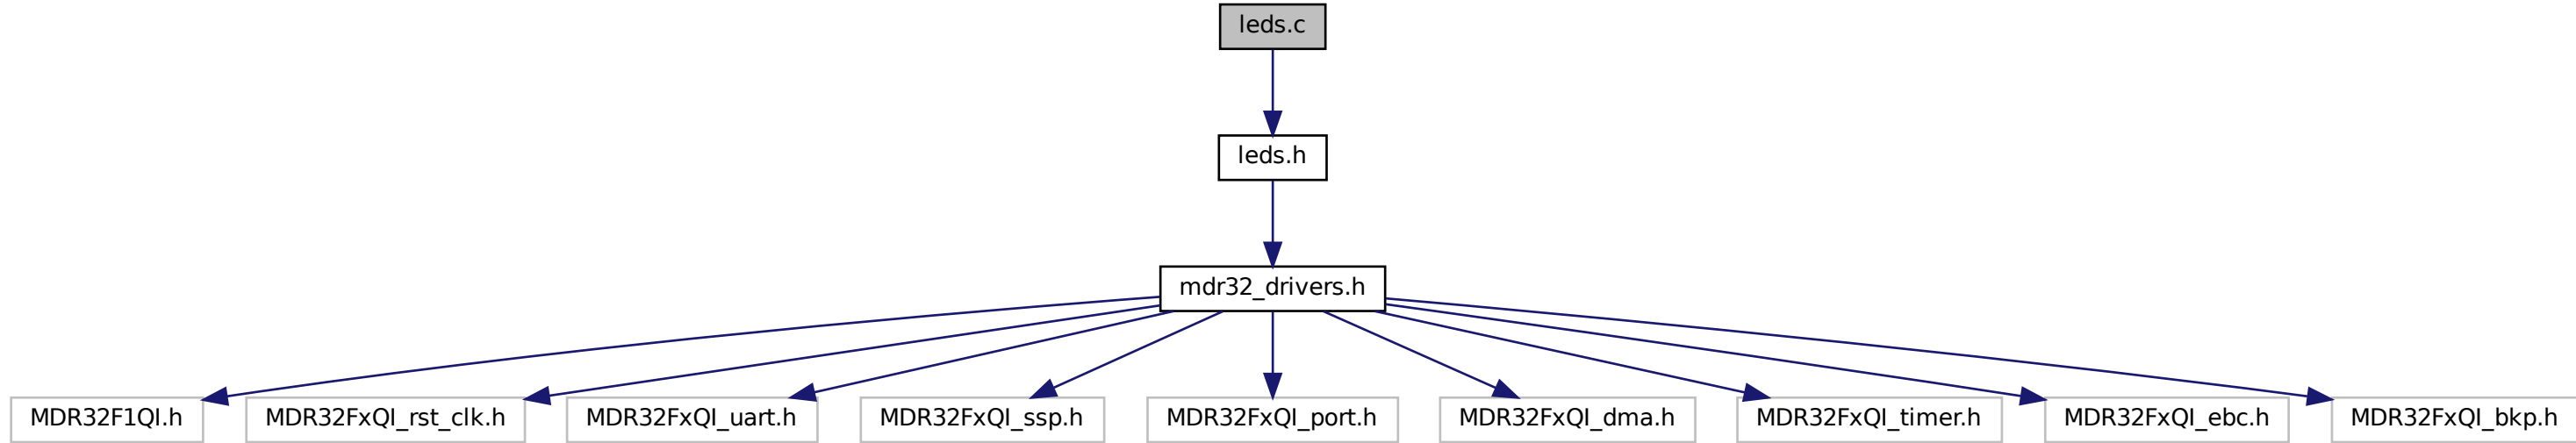 leds.c
leds.h
mdr32_drivers.h
MDR32F1QI.h
MDR32FxQI_rst_clk.h
MDR32FxQI_uart.h
MDR32FxQI_ssp.h
MDR32FxQI_port.h
MDR32FxQI_dma.h
MDR32FxQI_timer.h
MDR32FxQI_ebc.h
MDR32FxQI_bkp.h